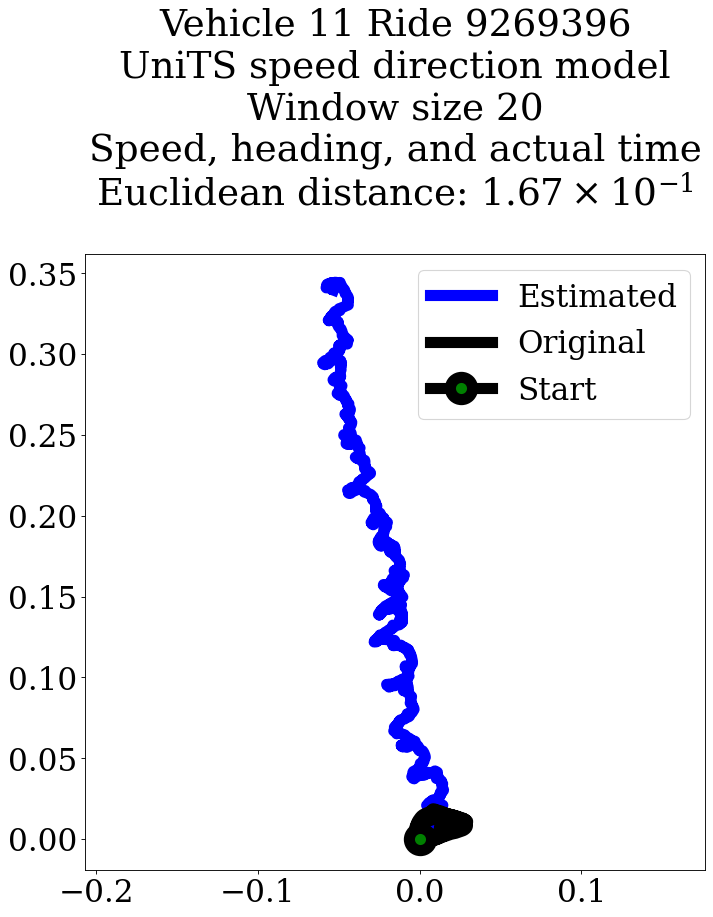 Vehicle 11 Ride 9269396
UniTS speed direction model
Window size 20
Speed, heading, and actual time
Euclidean distance: 1.67 × 10⁻¹
Estimated
Original
Start
0.35
0.30
0.25
0.20
0.15
0.10
0.05
0.00
−0.2 −0.1 0.0 0.1